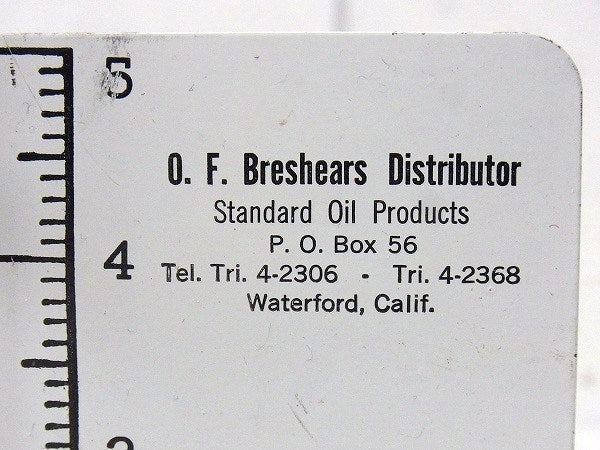 5
O. F. Breshears Distributor
Standard Oil Products
P. O. Box 56
4
Tel. Tri. 4-2306 - Tri. 4-2368
Waterford, Calif.